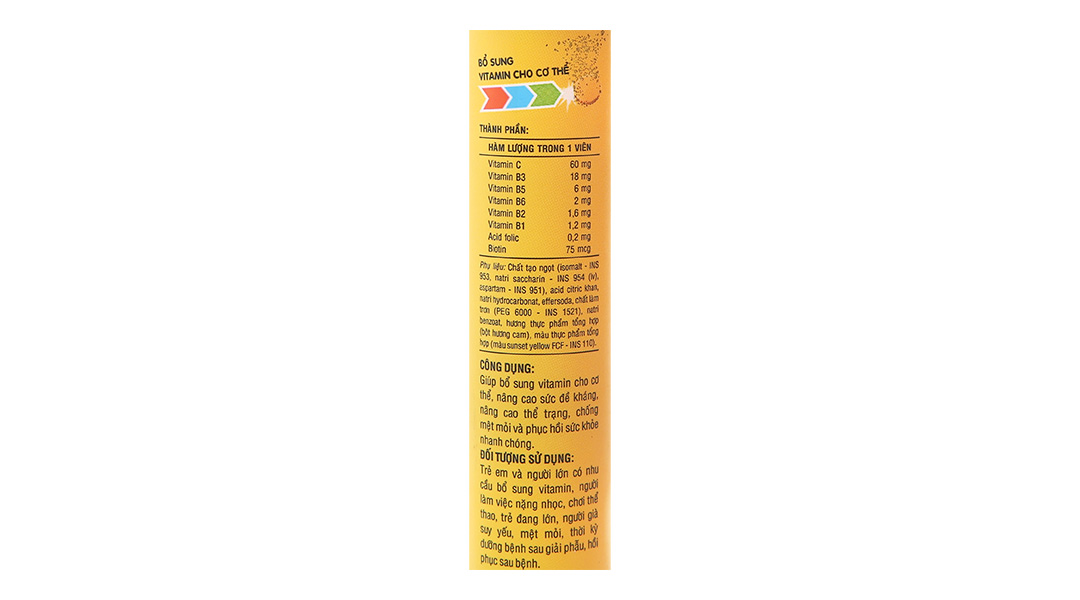 BỔ SUNG
VITAMIN CHO CƠ THỂ
THÀNH PHẦN:
HÀM LƯỢNG TRONG 1 VIÊN
Vitamin C 60 mg
Vitamin B3 18 mg
Vitamin B5 6 mg
Vitamin B6 2 mg
Vitamin B2 1,6 mg
Vitamin B1 1,2 mg
Acid folic 0,2 mg
Biotin 75 mcg
Phụ liệu: Chất tạo ngọt (isomalt - INS
953, natri saccharin - INS 954 (iv),
aspartam - INS 951), acid citric khan,
natri hydrocarbonat, effersoda, chất làm
trơn (PEG 6000 - INS 1521), natri
benzoat, hương thực phẩm tổng hợp
(bột hương cam), màu thực phẩm tổng
hợp (màu sunset yellow FCF - INS 110).
CÔNG DỤNG:
Giúp bổ sung vitamin cho cơ
thể, nâng cao sức đề kháng,
nâng cao thể trạng, chống
mệt mỏi và phục hồi sức khỏe
nhanh chóng.
ĐỐI TƯỢNG SỬ DỤNG:
Trẻ em và người lớn có nhu
cầu bổ sung vitamin, người
làm việc nặng nhọc, chơi thể
thao, trẻ đang lớn, người già
suy yếu, mệt mỏi, thời kỳ
dưỡng bệnh sau giải phẫu, hồi
phục sau bệnh.